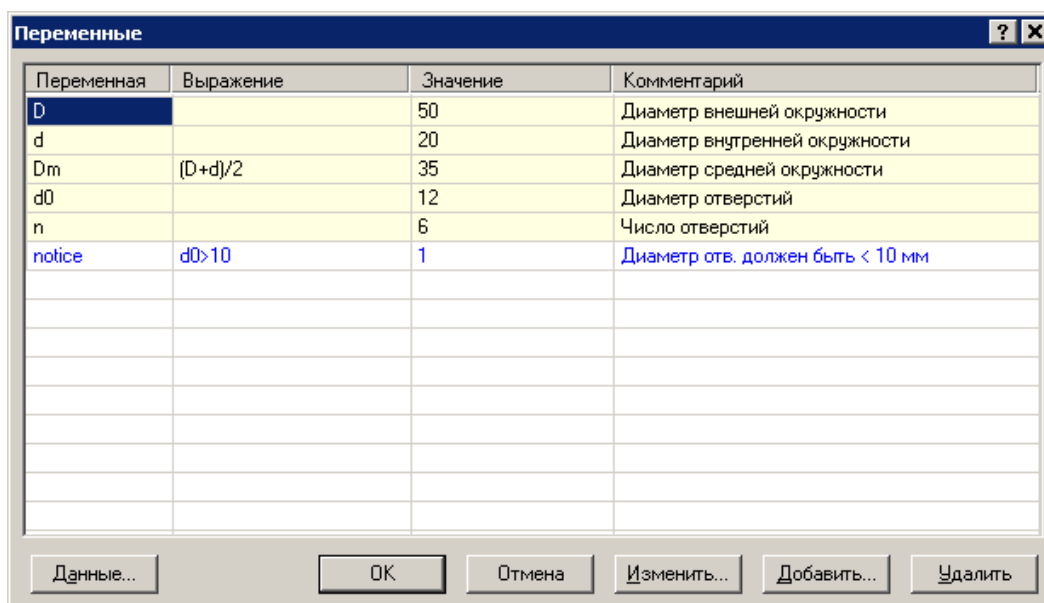 Переменные
Переменная Выражение Значение Комментарий
D 50 Диаметр внешней окружности
d 20 Диаметр внутренней окружности
Dm (D+d)/2 35 Диаметр средней окружности
d0 12 Диаметр отверстий
n 6 Число отверстий
notice d0>10 1 Диаметр отв. должен быть < 10 мм
Данные... OK Отмена Изменить... Добавить... Удалить